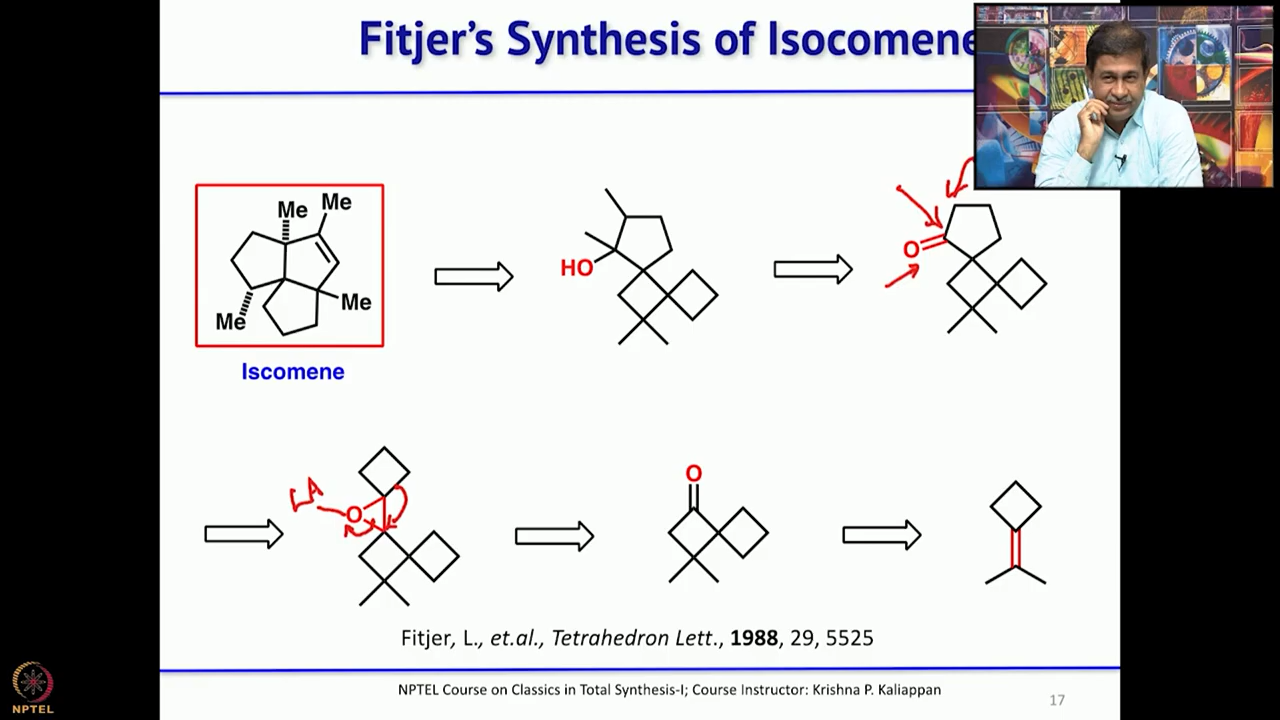 Fitjer's Synthesis of Isocomene
Me Me
Me
Me
Iscomene
HO
O
LA
O
O
Fitjer, L., et.al., Tetrahedron Lett., 1988, 29, 5525
NPTEL Course on Classics in Total Synthesis-I; Course Instructor: Krishna P. Kaliappan
17
NPTEL